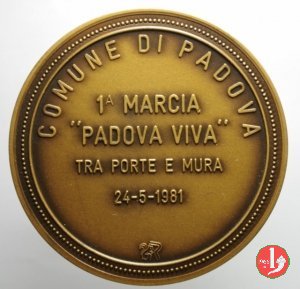 COMUNE DI PADOVA
1ᴬ MARCIA
"PADOVA VIVA"
TRA PORTE E MURA
24-5-1981